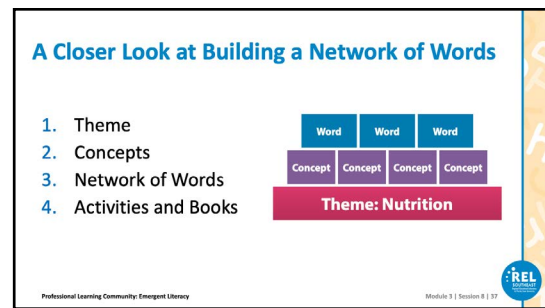 A Closer Look at Building a Network of Words
1. Theme
2. Concepts
3. Network of Words
4. Activities and Books
Word Word Word
Concept Concept Concept Concept
Theme: Nutrition
Professional Learning Community: Emergent Literacy
Module 3 | Session 8 | 37
REL
SOUTHEAST